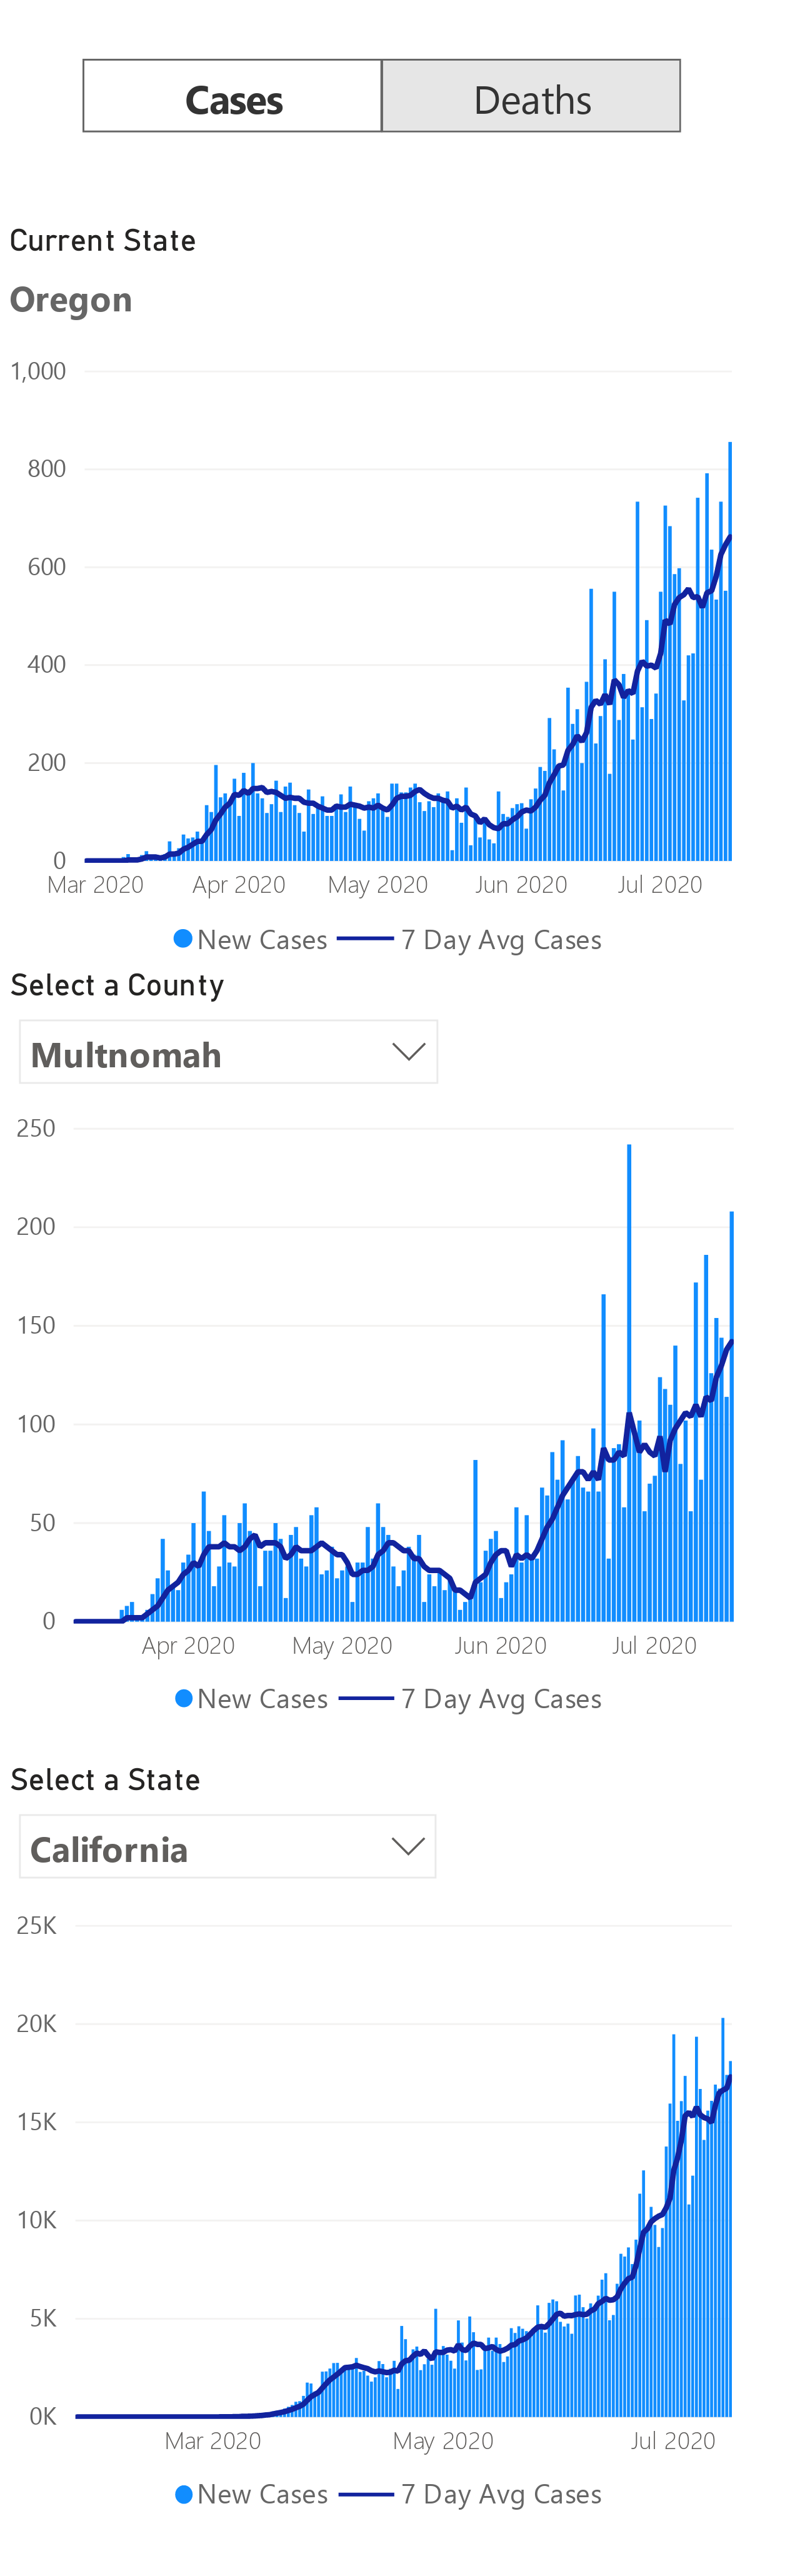 Cases Deaths
Current State
Oregon
1,000
800
600
400
200
0
Mar 2020 Apr 2020 May 2020 Jun 2020 Jul 2020
New Cases 7 Day Avg Cases
Select a County
Multnomah
250
200
150
100
50
0
Apr 2020 May 2020 Jun 2020 Jul 2020
New Cases 7 Day Avg Cases
Select a State
California
25K
20K
15K
10K
5K
0K
Mar 2020 May 2020 Jul 2020
New Cases 7 Day Avg Cases